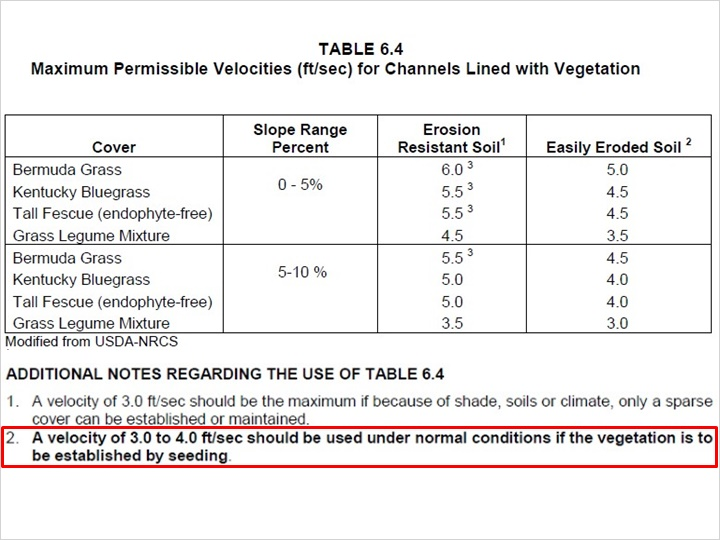 TABLE 6.4
Maximum Permissible Velocities (ft/sec) for Channels Lined with Vegetation
Cover Slope Range Percent Erosion Resistant Soil1 Easily Eroded Soil 2
Bermuda Grass 0 - 5% 6.0 3 5.0
Kentucky Bluegrass 5.5 3 4.5
Tall Fescue (endophyte-free) 5.5 3 4.5
Grass Legume Mixture 4.5 3.5
Bermuda Grass 5-10 % 5.5 3 4.5
Kentucky Bluegrass 5.0 4.0
Tall Fescue (endophyte-free) 5.0 4.0
Grass Legume Mixture 3.5 3.0
Modified from USDA-NRCS
ADDITIONAL NOTES REGARDING THE USE OF TABLE 6.4
1. A velocity of 3.0 ft/sec should be the maximum if because of shade, soils or climate, only a sparse
cover can be established or maintained.
2. A velocity of 3.0 to 4.0 ft/sec should be used under normal conditions if the vegetation is to
be established by seeding.